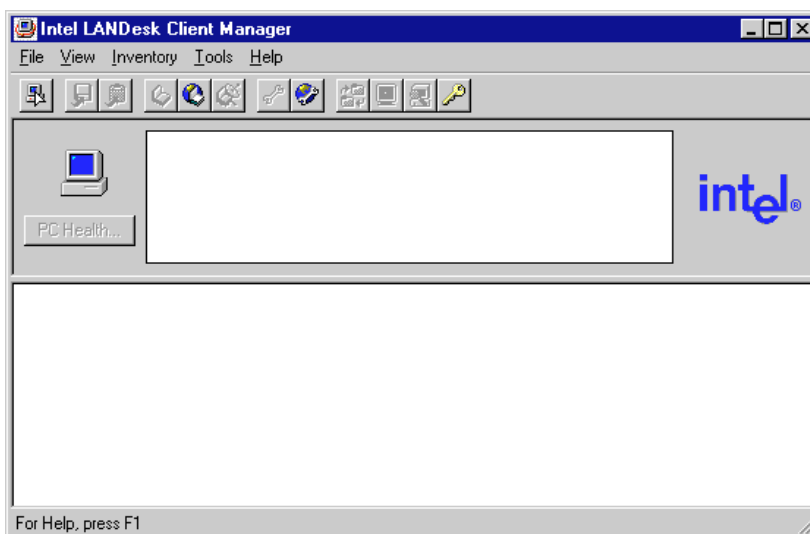 Intel LANDesk Client Manager
File View Inventory Tools Help
PC Health...
intel®
For Help, press F1